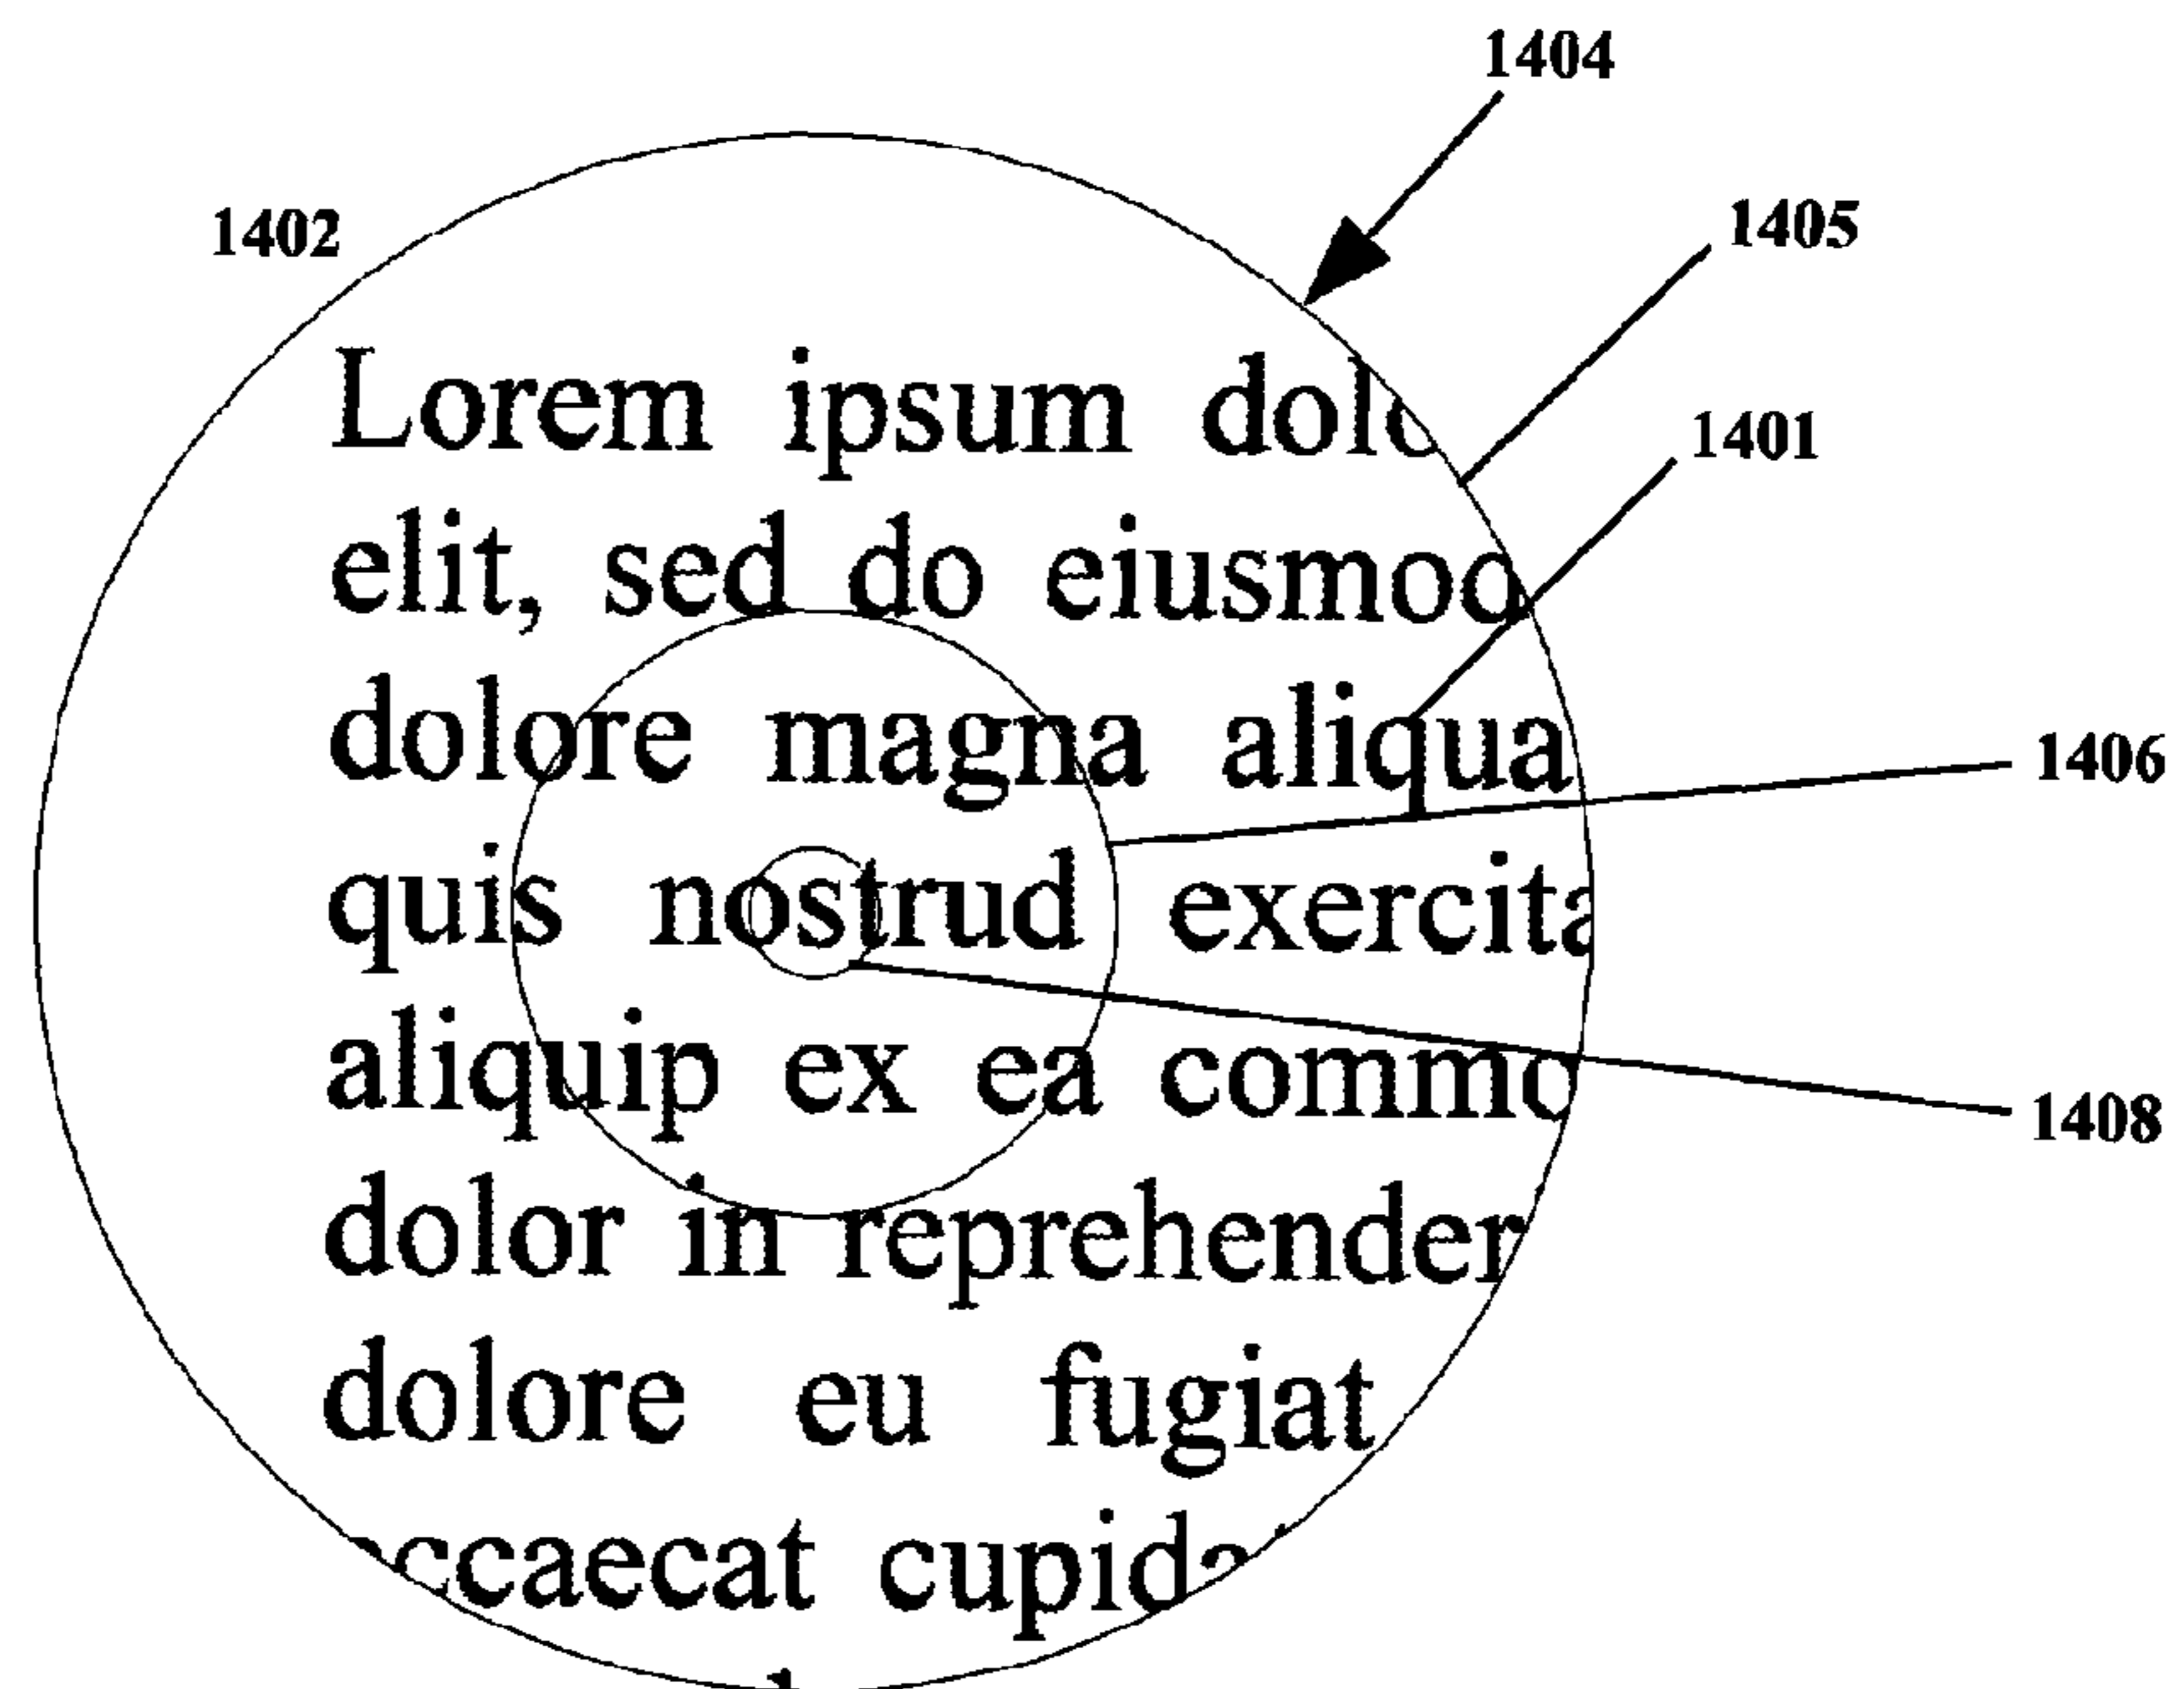 1404
1405
1402
1401
Lorem ipsum dolo
elit, sed do eiusmod
dolore magna aliqua
1406
quis nostrud exercita
aliquip ex ea commo
1408
dolor in reprehender
dolore eu fugiat
ccaecat cupida